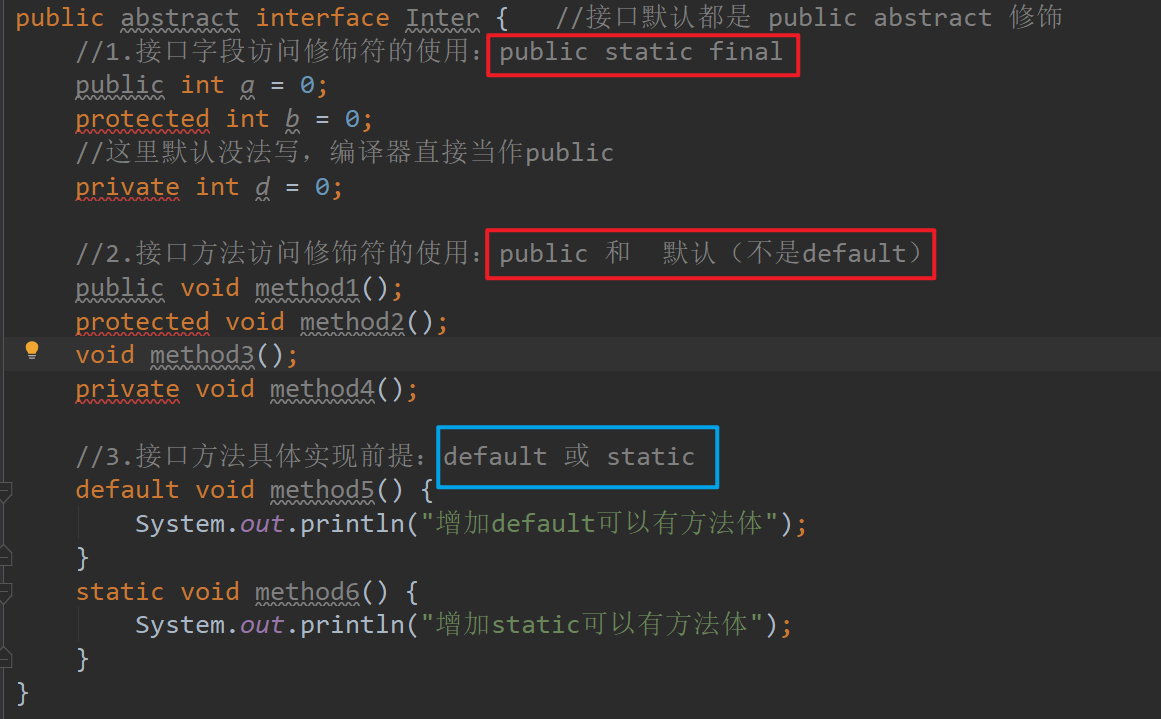 public abstract interface Inter {   //接口默认都是 public abstract 修饰
    //1.接口字段访问修饰符的使用：public static final
    public int a = 0;
    protected int b = 0;
    //这里默认没法写，编译器直接当作public
    private int d = 0;

    //2.接口方法访问修饰符的使用：public 和  默认（不是default）
    public void method1();
    protected void method2();
    void method3();
    private void method4();

    //3.接口方法具体实现前提：default 或 static
    default void method5() {
        System.out.println("增加default可以有方法体");
    }
    static void method6() {
        System.out.println("增加static可以有方法体");
    }
}